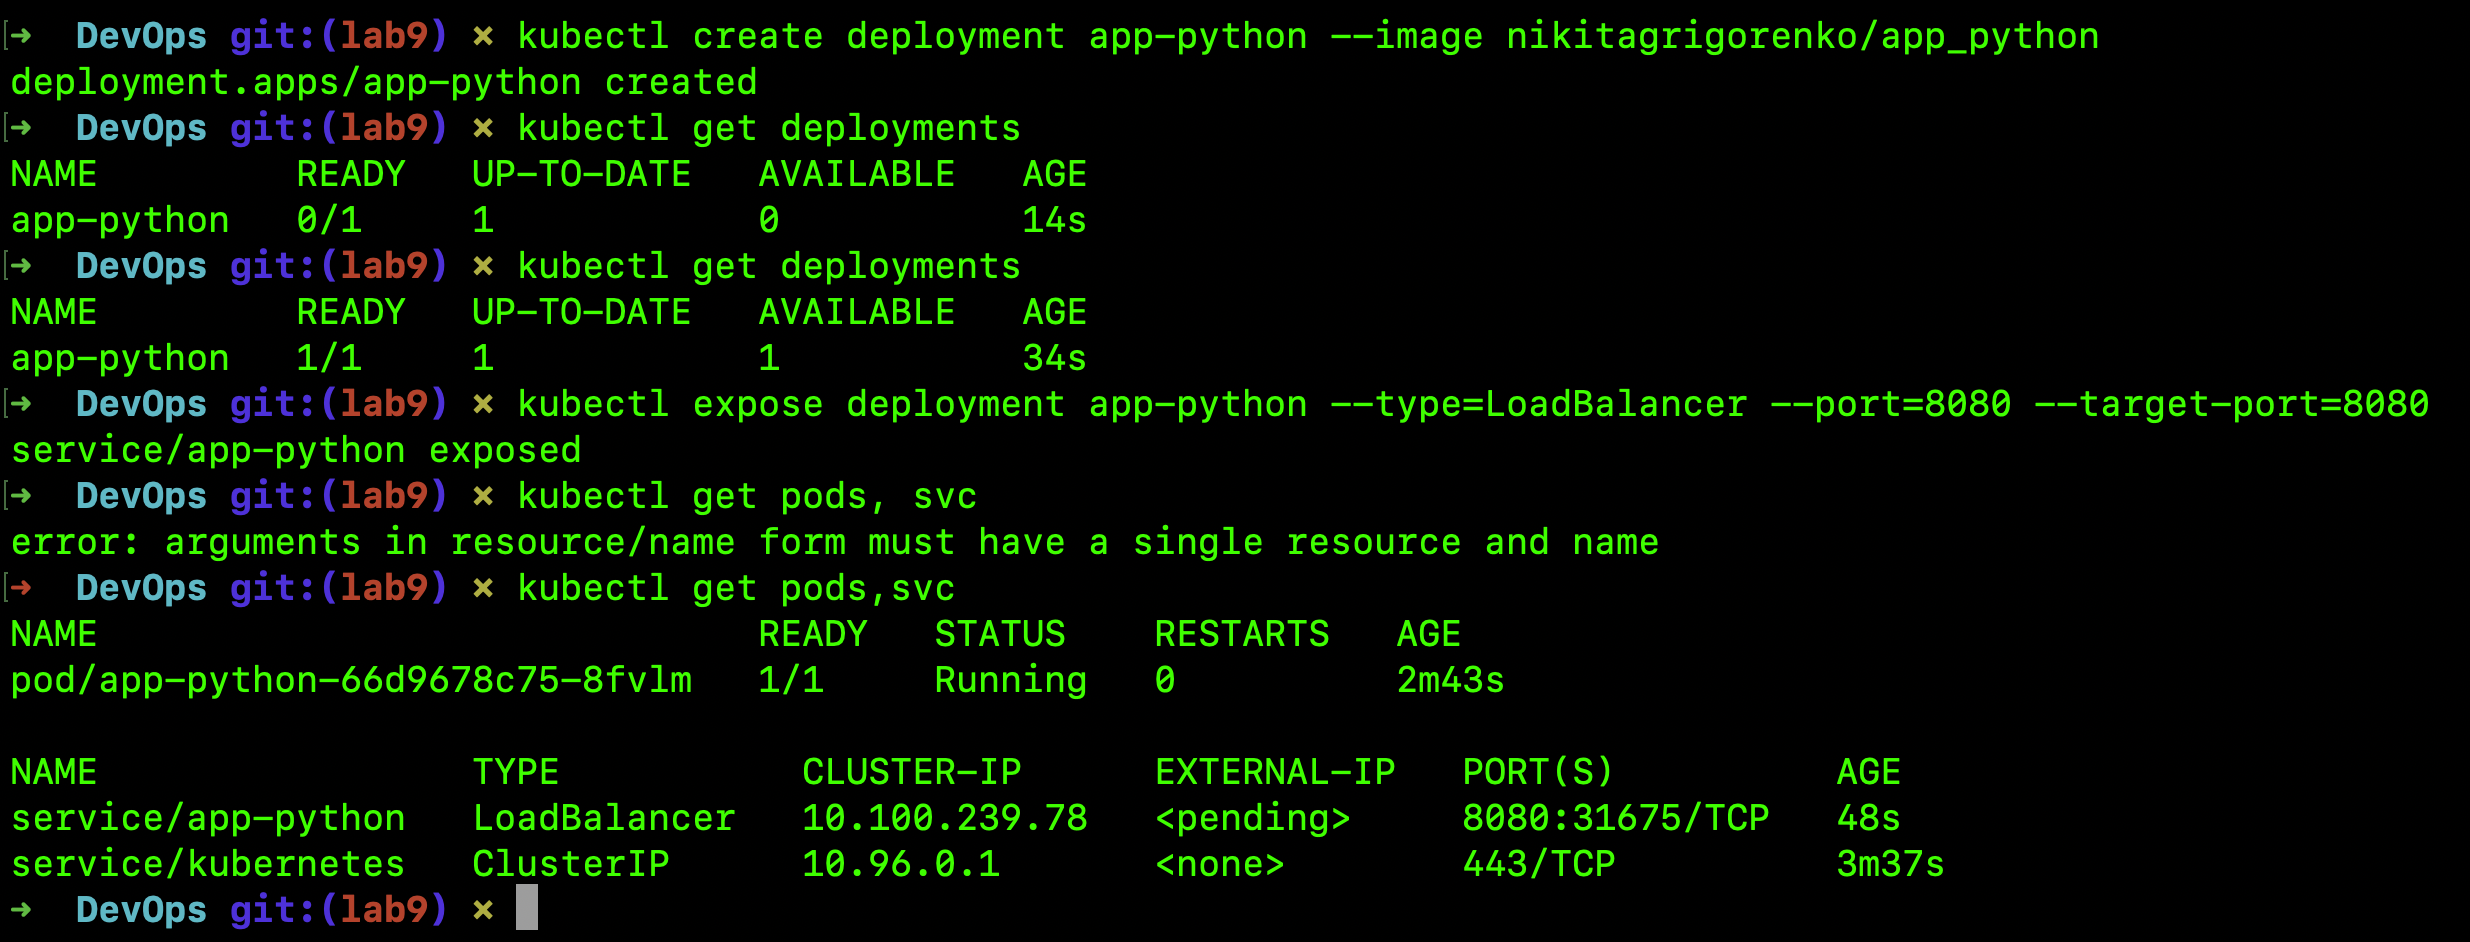 [→ DevOps git:(lab9) × kubectl create deployment app-python --image nikitagrigorenko/app_python
deployment.apps/app-python created
[→ DevOps git:(lab9) × kubectl get deployments
NAME READY UP-TO-DATE AVAILABLE AGE
app-python 0/1 1 0 14s
[→ DevOps git:(lab9) × kubectl get deployments
NAME READY UP-TO-DATE AVAILABLE AGE
app-python 1/1 1 1 34s
[→ DevOps git:(lab9) × kubectl expose deployment app-python --type=LoadBalancer --port=8080 --target-port=8080
service/app-python exposed
[→ DevOps git:(lab9) × kubectl get pods, svc
error: arguments in resource/name form must have a single resource and name
[→ DevOps git:(lab9) × kubectl get pods,svc
NAME READY STATUS RESTARTS AGE
pod/app-python-66d9678c75-8fvlm 1/1 Running 0 2m43s
NAME TYPE CLUSTER-IP EXTERNAL-IP PORT(S) AGE
service/app-python LoadBalancer 10.100.239.78 <pending> 8080:31675/TCP 48s
service/kubernetes ClusterIP 10.96.0.1 <none> 443/TCP 3m37s
→ DevOps git:(lab9) ×